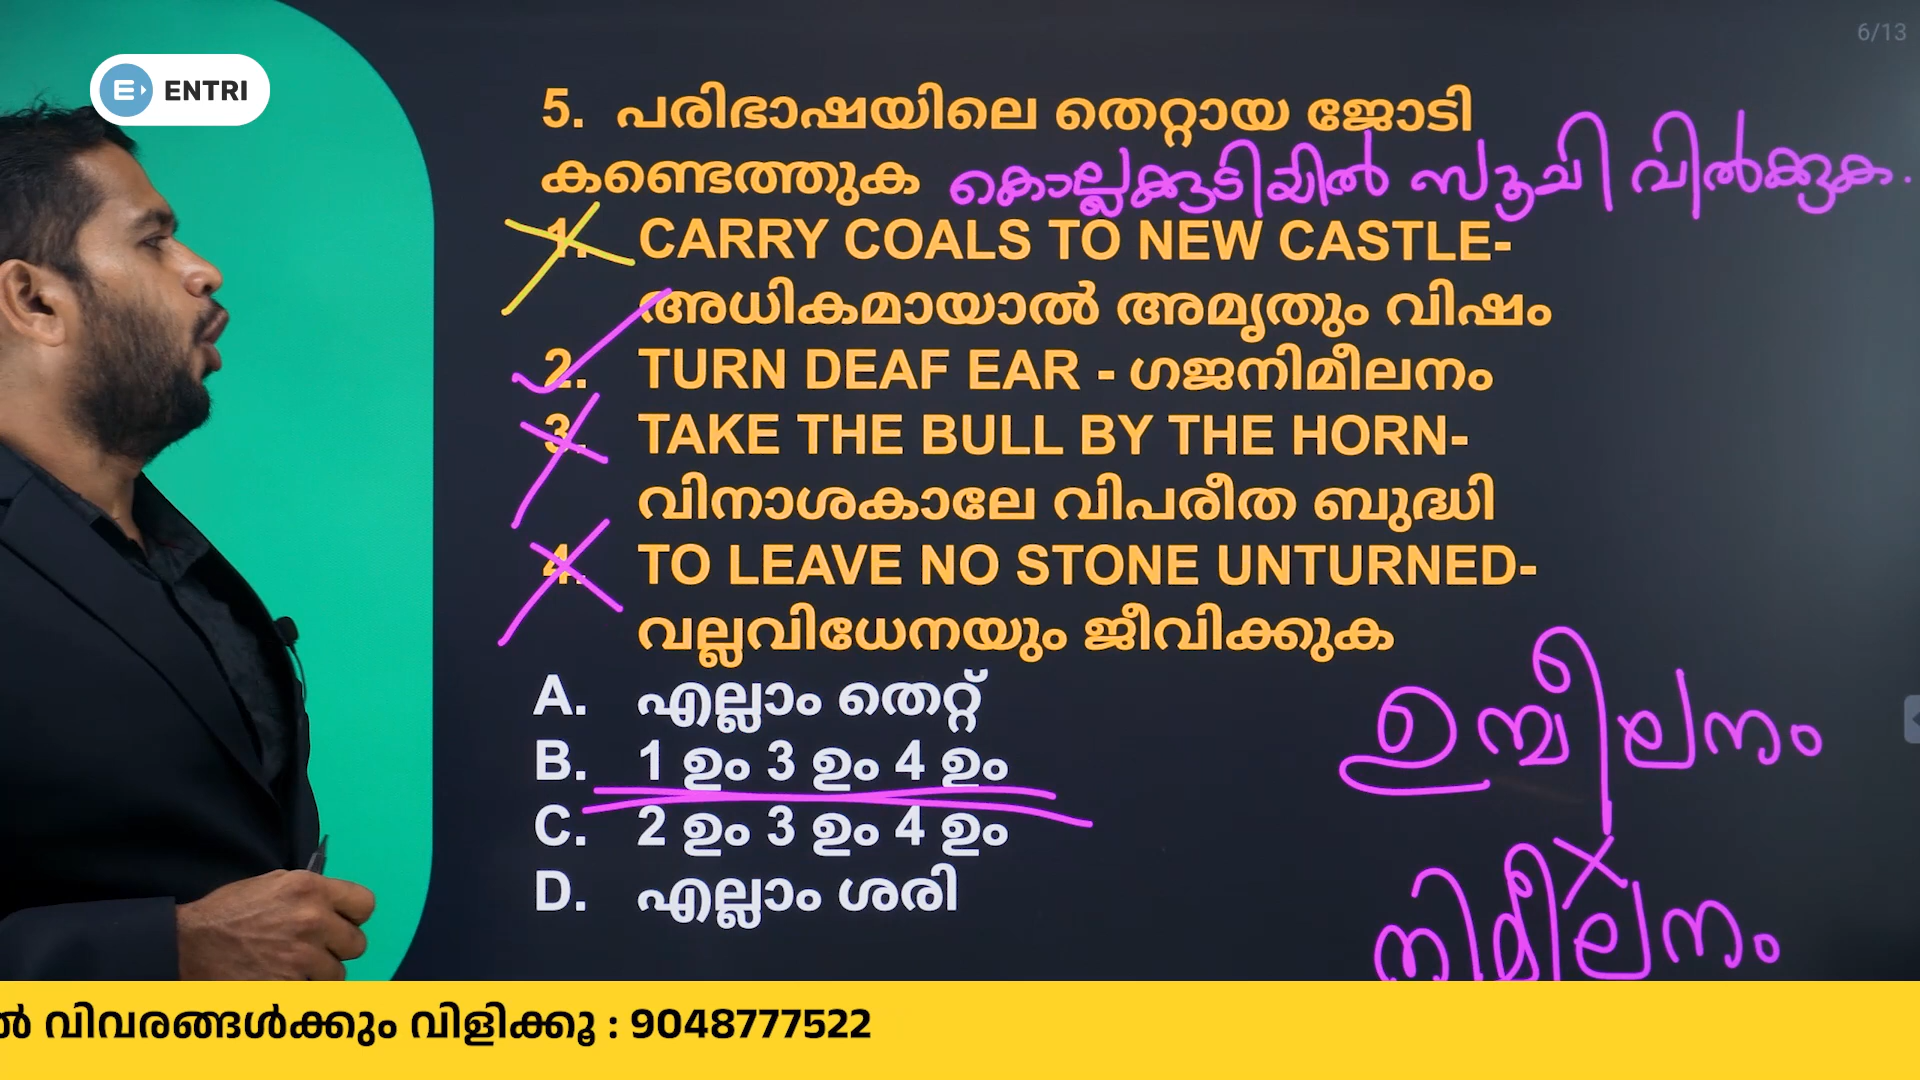 6/13
ENTRI
5. പരിഭാഷയിലെ തെറ്റായ ജോടി
കണ്ടെത്തുക കൊല്ലക്കുടിയിൽ സൂചി വിൽക്കുക.
1. CARRY COALS TO NEW CASTLE-
അധികമായാൽ അമൃതും വിഷം
2. TURN DEAF EAR - ഗജനിമീലനം
3. TAKE THE BULL BY THE HORN-
വിനാശകാലേ വിപരീത ബുദ്ധി
4. TO LEAVE NO STONE UNTURNED-
വല്ലവിധേനയും ജീവിക്കുക
A. എല്ലാം തെറ്റ്
B. 1 ഉം 3 ഉം 4 ഉം
C. 2 ഉം 3 ഉം 4 ഉം
D. എല്ലാം ശരി
ഉന്മീലനം
നിമീലനം
ൽ വിവരങ്ങൾക്കും വിളിക്കൂ : 9048777522